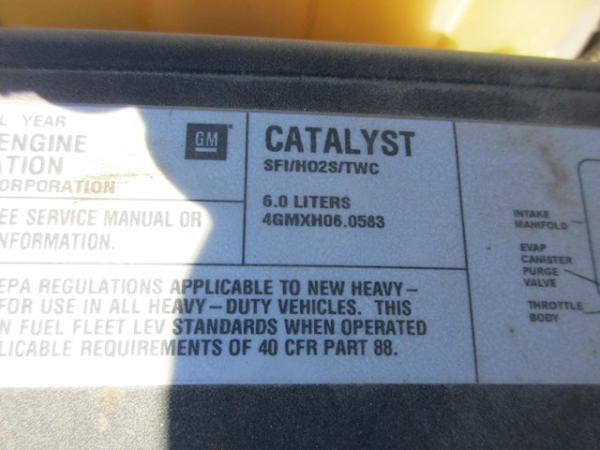 L YEAR
ENGINE
ATION
CORPORATION
GM
CATALYST
SFI/HO2S/TWC
6.0 LITERS
4GMXH06.0583
EE SERVICE MANUAL OR
NFORMATION.
EPA REGULATIONS APPLICABLE TO NEW HEAVY-
FOR USE IN ALL HEAVY-DUTY VEHICLES. THIS
N FUEL FLEET LEV STANDARDS WHEN OPERATED
LICABLE REQUIREMENTS OF 40 CFR PART 88.
INTAKE
MANIFOLD
EVAP
CANISTER
PURGE
VALVE
THROTTLE
BODY